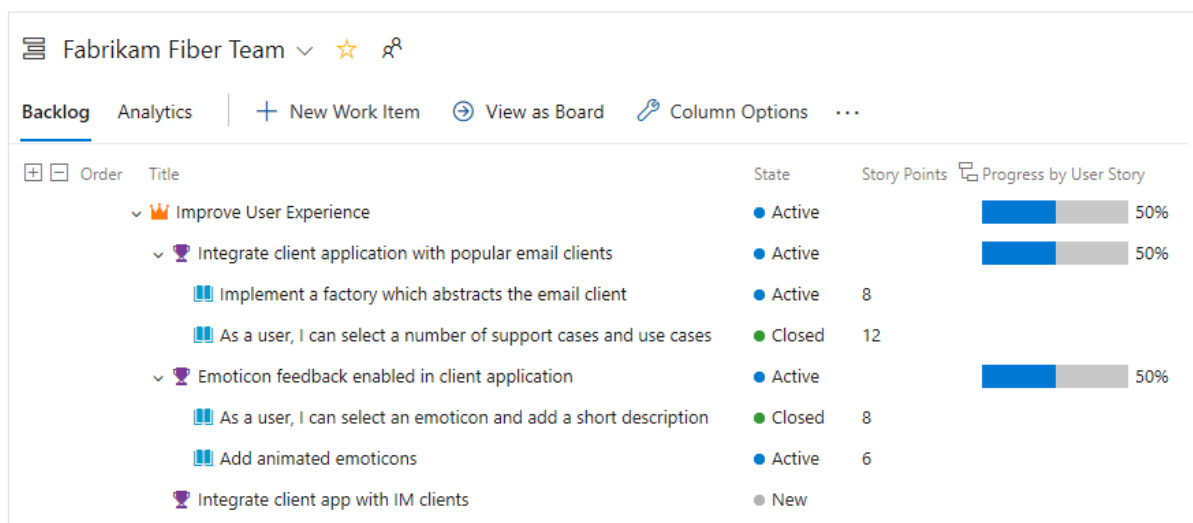 Fabrikam Fiber Team
Backlog Analytics New Work Item View as Board Column Options ...
Order Title State Story Points Progress by User Story
Improve User Experience Active 50%
Integrate client application with popular email clients Active 50%
Implement a factory which abstracts the email client Active 8
As a user, I can select a number of support cases and use cases Closed 12
Emoticon feedback enabled in client application Active 50%
As a user, I can select an emoticon and add a short description Closed 8
Add animated emoticons Active 6
Integrate client app with IM clients New